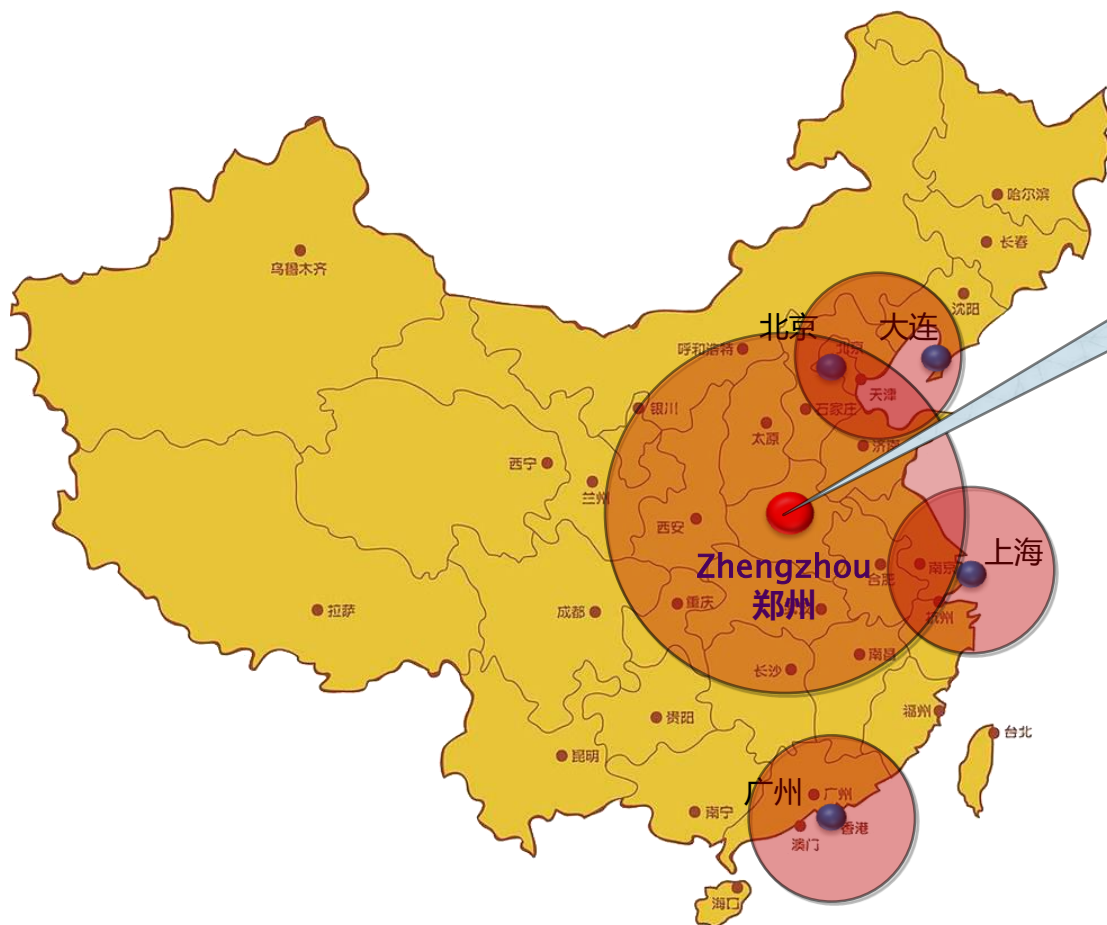 哈尔滨
长春
乌鲁木齐
沈阳
北京
大连
呼和浩特
北京
天津
银川
石家庄
太原
济南
西宁
兰州
西安
上海
Zhengzhou
郑州
合肥
南京
杭州
重庆
成都
拉萨
南昌
长沙
贵阳
福州
台北
昆明
广州
广州
南宁
香港
澳门
海口